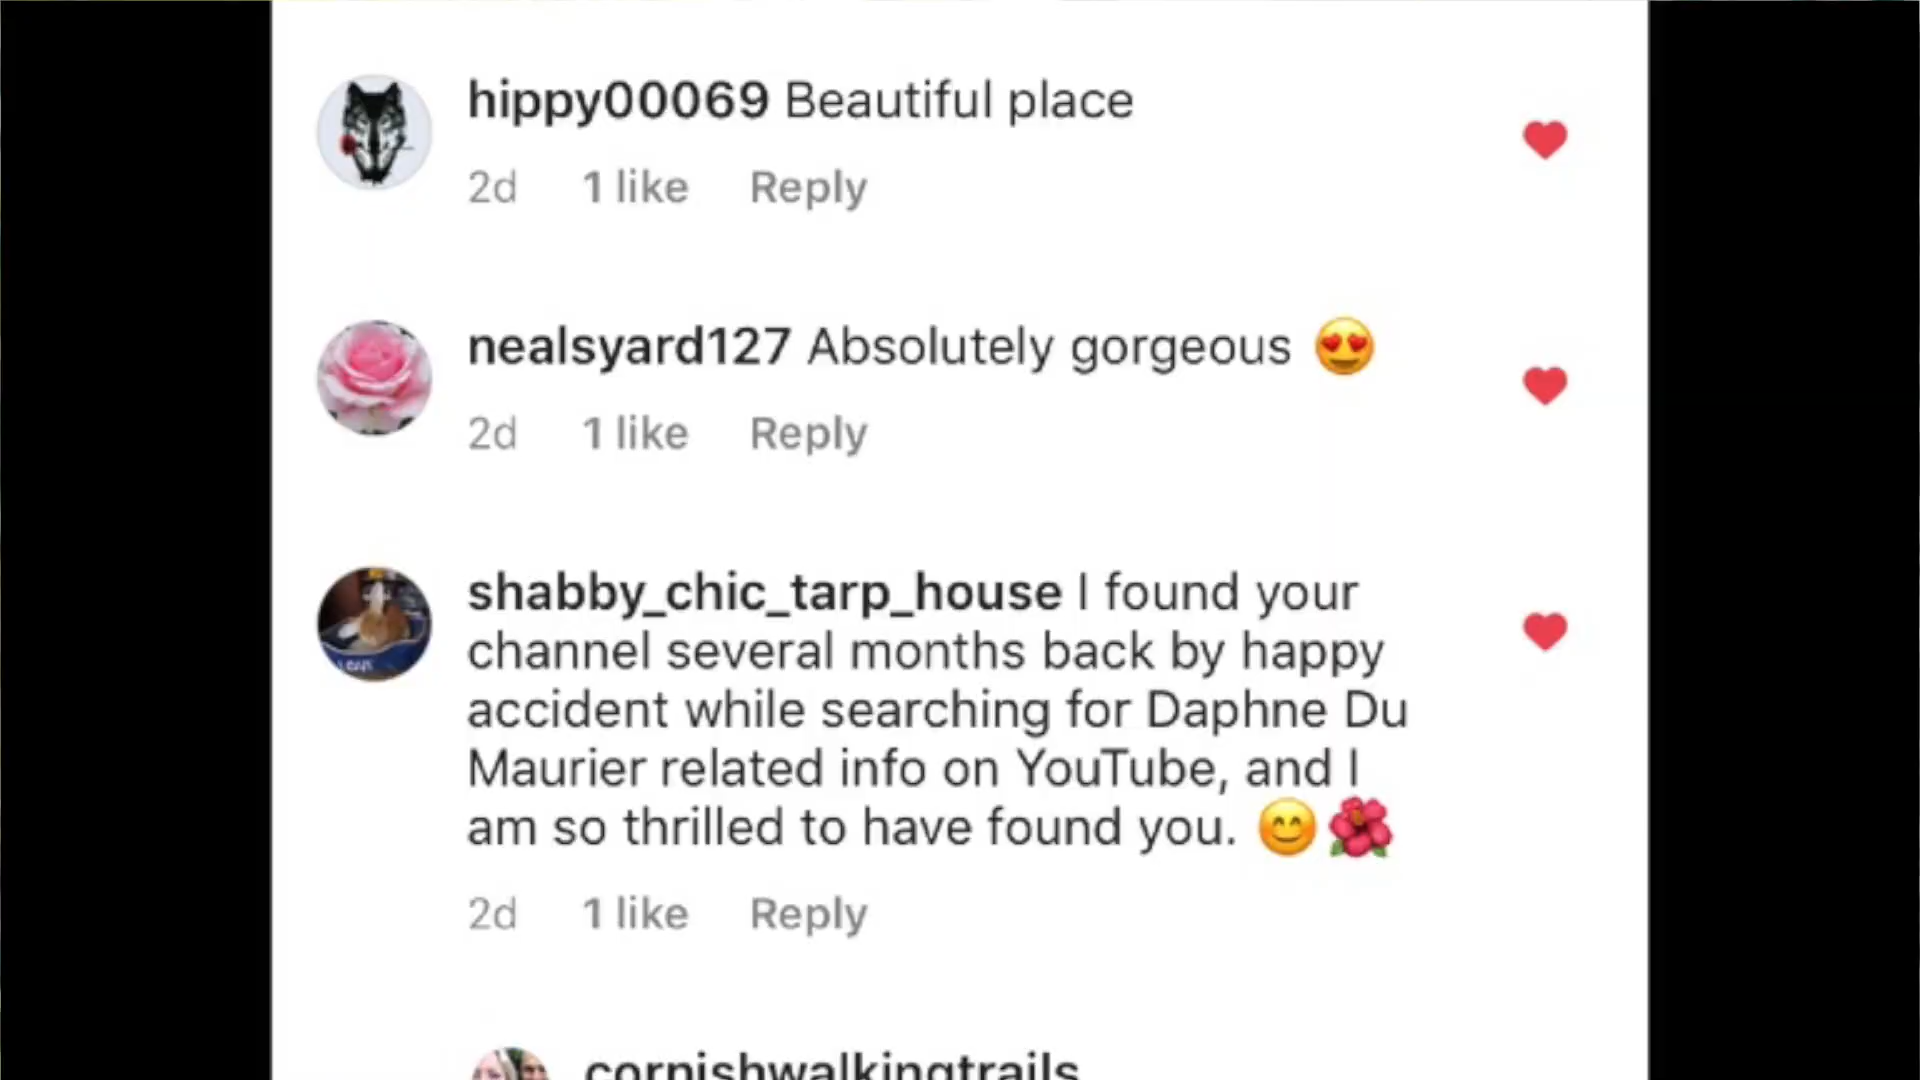 hippy00069 Beautiful place
2d 1 like Reply
nealsyard127 Absolutely gorgeous 😍
2d 1 like Reply
shabby_chic_tarp_house I found your
channel several months back by happy
accident while searching for Daphne Du
Maurier related info on YouTube, and I
am so thrilled to have found you. 😊🌺
2d 1 like Reply
cornishwalkingtrails